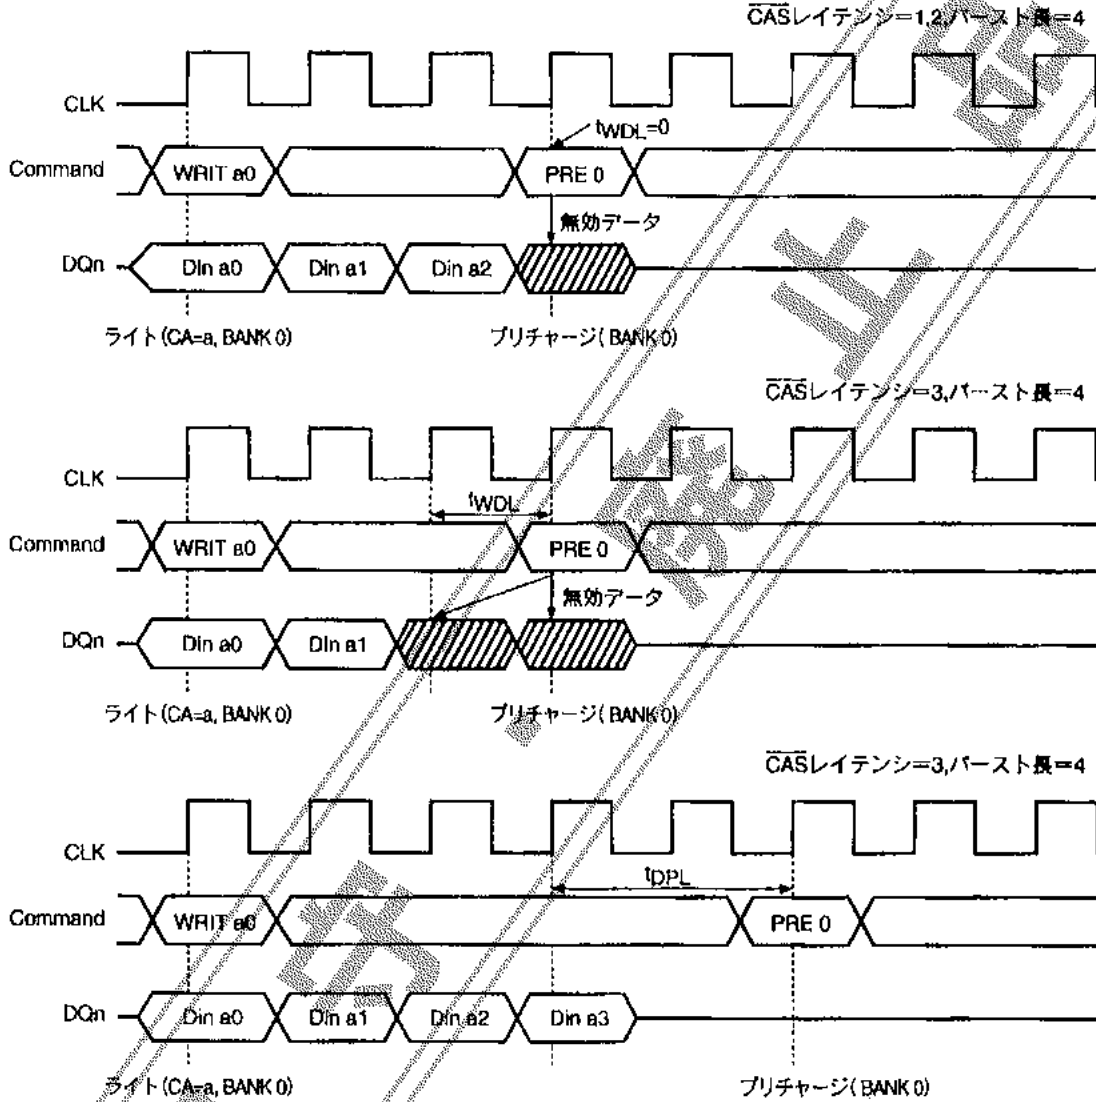 CASレイテンシ=1,2,バースト長=4
CLK
tWDL=0
Command
WRIT a0
PRE 0
無効データ
DQn
Din a0
Din a1
Din a2
ライト(CA=a, BANK 0)
プリチャージ(BANK 0)
CASレイテンシ=3,バースト長=4
CLK
tWDL
Command
WRIT a0
PRE 0
無効データ
DQn
Din a0
Din a1
ライト(CA=a, BANK 0)
プリチャージ(BANK 0)
CASレイテンシ=3,バースト長=4
CLK
tDPL
Command
WRIT a0
PRE 0
DQn
Din a0
Din a1
Din a2
Din a3
ライト(CA=a, BANK 0)
プリチャージ(BANK 0)